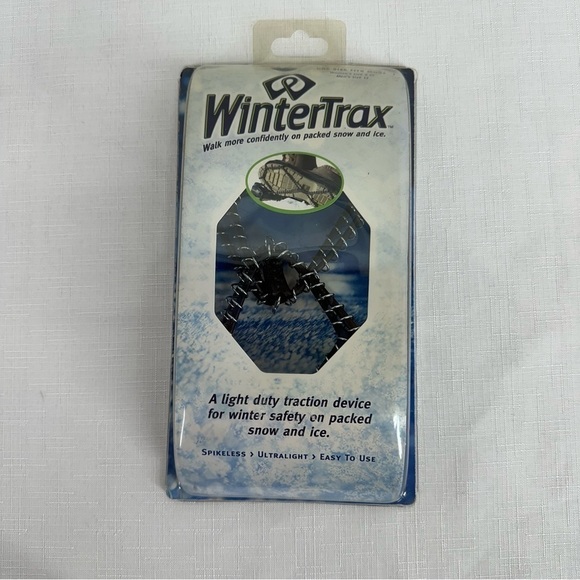 WinterTrax™
Walk more confidently on packed snow and ice.
A light duty traction device
for winter safety on packed
snow and ice.
Spikeless > Ultralight > Easy To Use